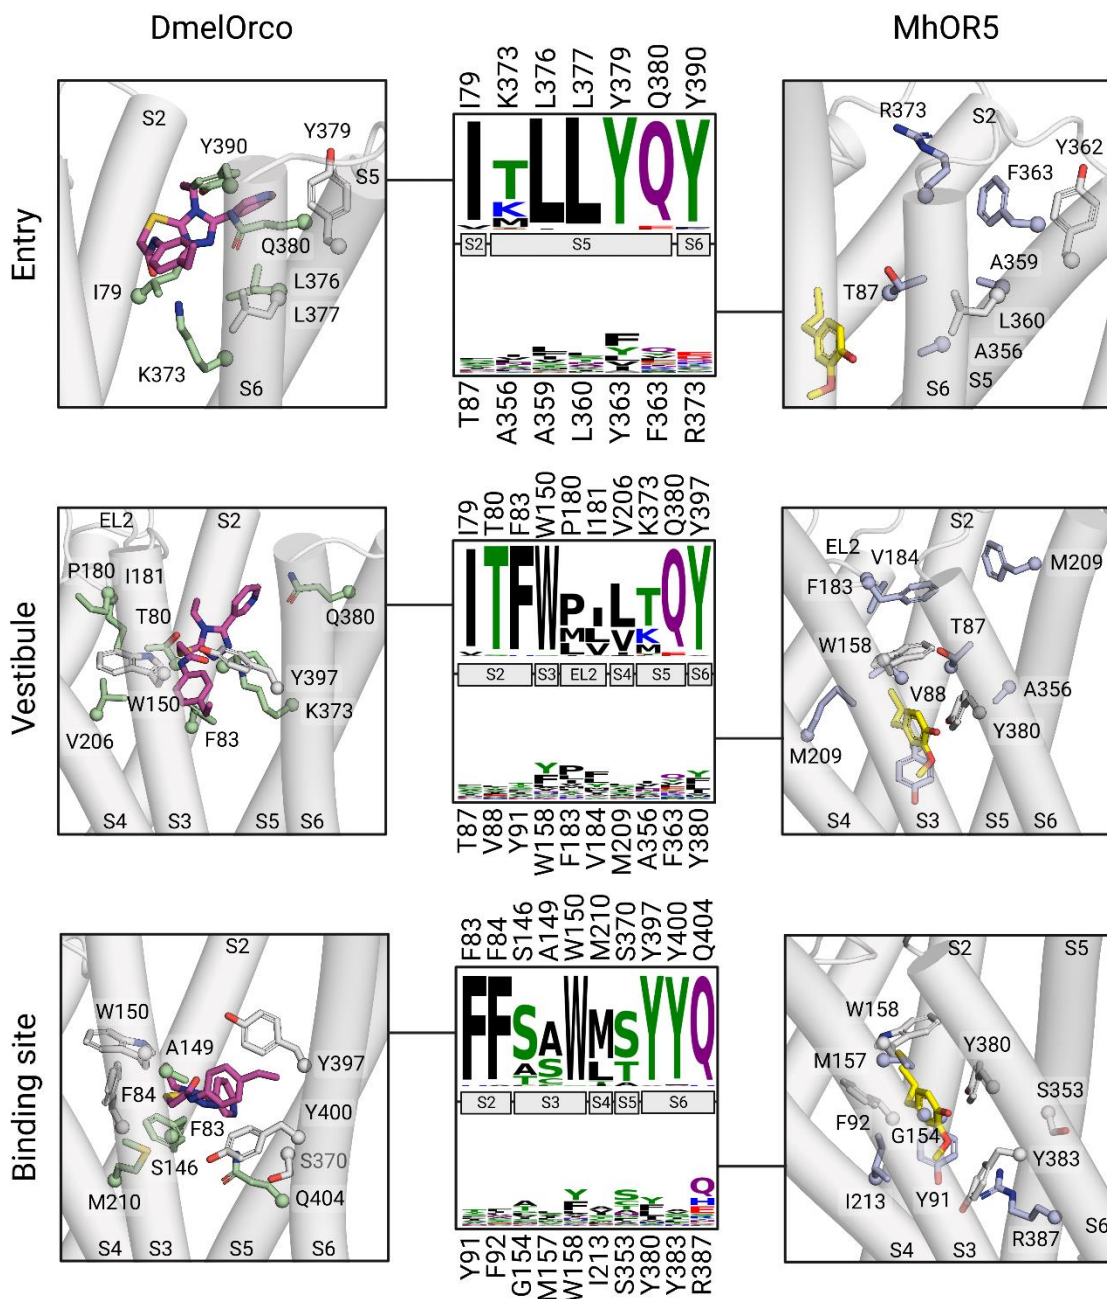 DmelOrco
MhOR5
Entry
S2
Y390
Y379
S5
Q380
I79
L376
L377
K373
S6
I79
K373
L376
L377
Y379
Q380
Y390
I T L L Y Q Y
K
M
S2
S5
S6
T87
A356
A359
L360
Y363
F363
R373
R373
S2
Y362
F363
A359
T87
L360
A356
S6
S5
Vestibule
EL2
S2
P180
I181
T80
Q380
Y397
W150
K373
V206
F83
S4
S3
S5
S6
I79
T80
F83
W150
P180
I181
V206
K373
Q380
Y397
I T F W P I L T Q Y
M L V K
L V I M
S2
S3
EL2
S4
S5
S6
T87
V88
Y91
W158
F183
V184
M209
A356
F363
Y380
S2
EL2
V184
M209
F183
W158
T87
V88
A356
Y380
M209
S4
S3
S5
S6
Binding site
S2
W150
A149
Y397
F84
Y400
F83
S370
S146
M210
Q404
S4
S3
S5
S6
F83
F84
S146
A149
W150
M210
S370
Y397
Y400
Q404
F F S A W M S Y Y Q
A S L T
T G I A
S2
S3
S4
S5
S6
Y91
F92
G154
M157
W158
I213
S353
Y380
Y383
R387
S2
S5
W158
Y380
M157
S353
F92
G154
Y383
I213
Y91
R387
S4
S3
S6